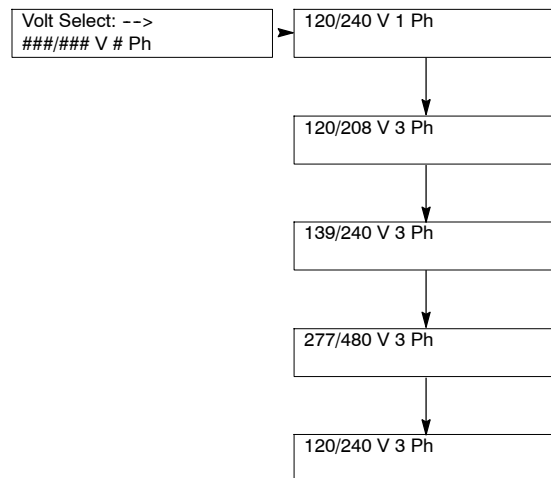 Volt Select: -->
###/### V # Ph
120/240 V 1 Ph
120/208 V 3 Ph
139/240 V 3 Ph
277/480 V 3 Ph
120/240 V 3 Ph